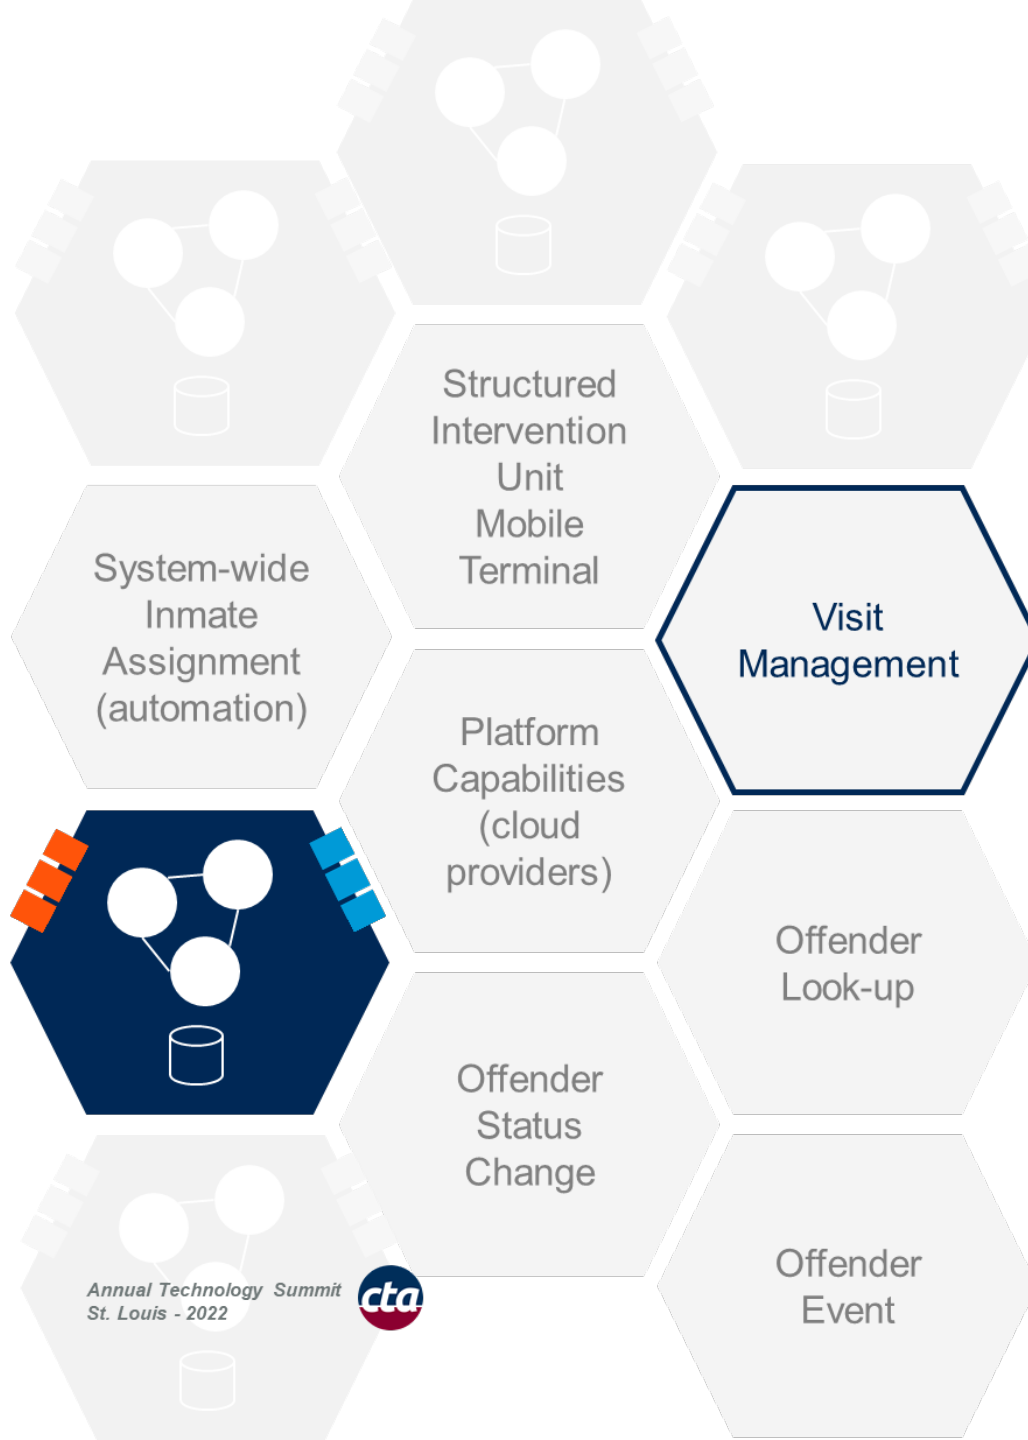 Structured
Intervention
Unit
Mobile
Terminal
System-wide
Inmate
Assignment
(automation)
Visit
Management
Platform
Capabilities
(cloud
providers)
Offender
Look-up
Offender
Status
Change
Offender
Event
Annual Technology Summit
St. Louis - 2022
cta